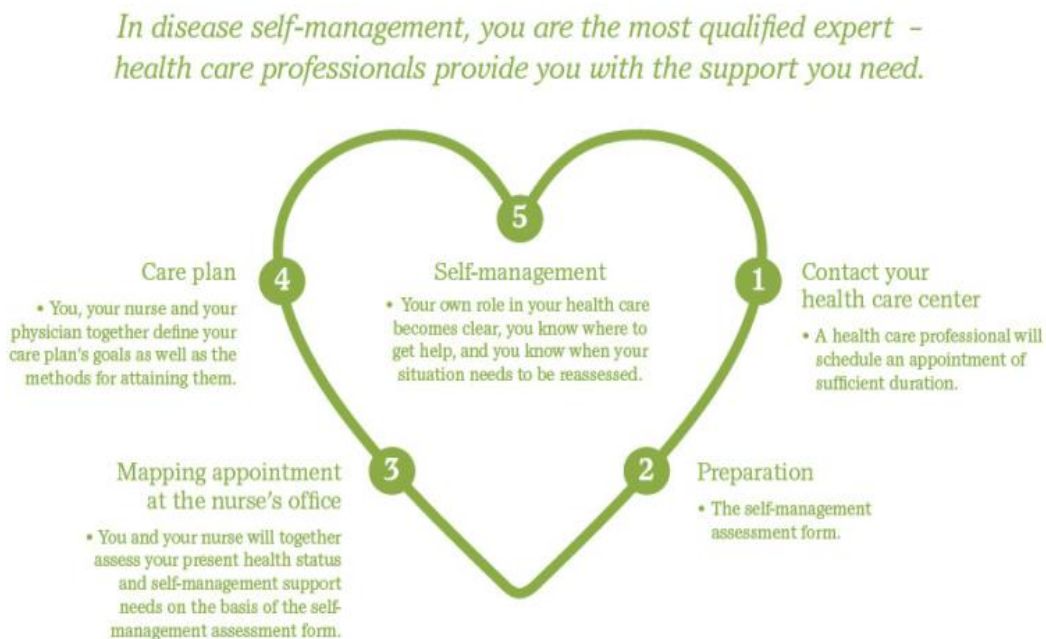 In disease self-management, you are the most qualified expert –
health care professionals provide you with the support you need.
1
Contact your
health care center
• A health care professional will
schedule an appointment of
sufficient duration.
2
Preparation
• The self-management
assessment form.
3
Mapping appointment
at the nurse's office
• You and your nurse will together
assess your present health status
and self-management support
needs on the basis of the self-
management assessment form.
4
Care plan
• You, your nurse and your
physician together define your
care plan's goals as well as the
methods for attaining them.
5
Self-management
• Your own role in your health care
becomes clear, you know where to
get help, and you know when your
situation needs to be reassessed.